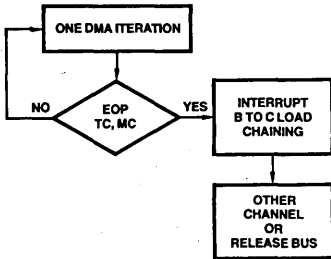 ONE DMA ITERATION
NO
EOP
TC, MC
YES
INTERRUPT
B TO C LOAD
CHAINING
OTHER
CHANNEL
OR
RELEASE BUS